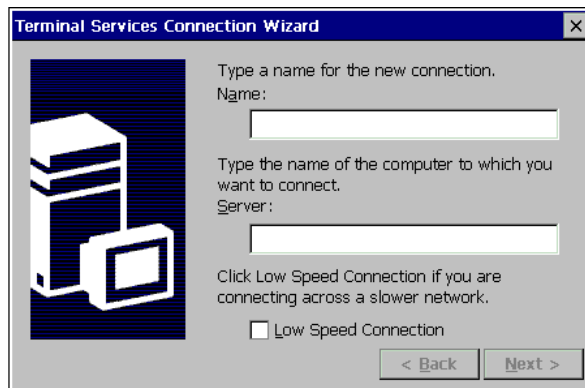 Terminal Services Connection Wizard
Type a name for the new connection.
Name:
Type the name of the computer to which you
want to connect.
Server:
Click Low Speed Connection if you are
connecting across a slower network.
Low Speed Connection
< Back Next >